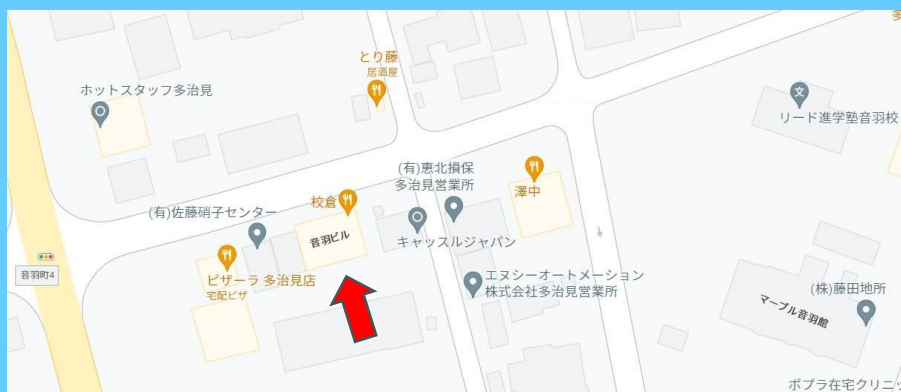 多
とり藤
居酒屋
ホットスタッフ多治見
文
リード進学塾音羽校
(有)恵北損保
多治見営業所
澤中
校倉
(有)佐藤硝子センター
音羽ビル
キャッスルジャパン
音羽町4
ピザーラ 多治見店
宅配ピザ
エヌシーオートメーション
株式会社多治見営業所
(株)藤田地所
マーブル音羽館
ポプラ在宅クリニッ